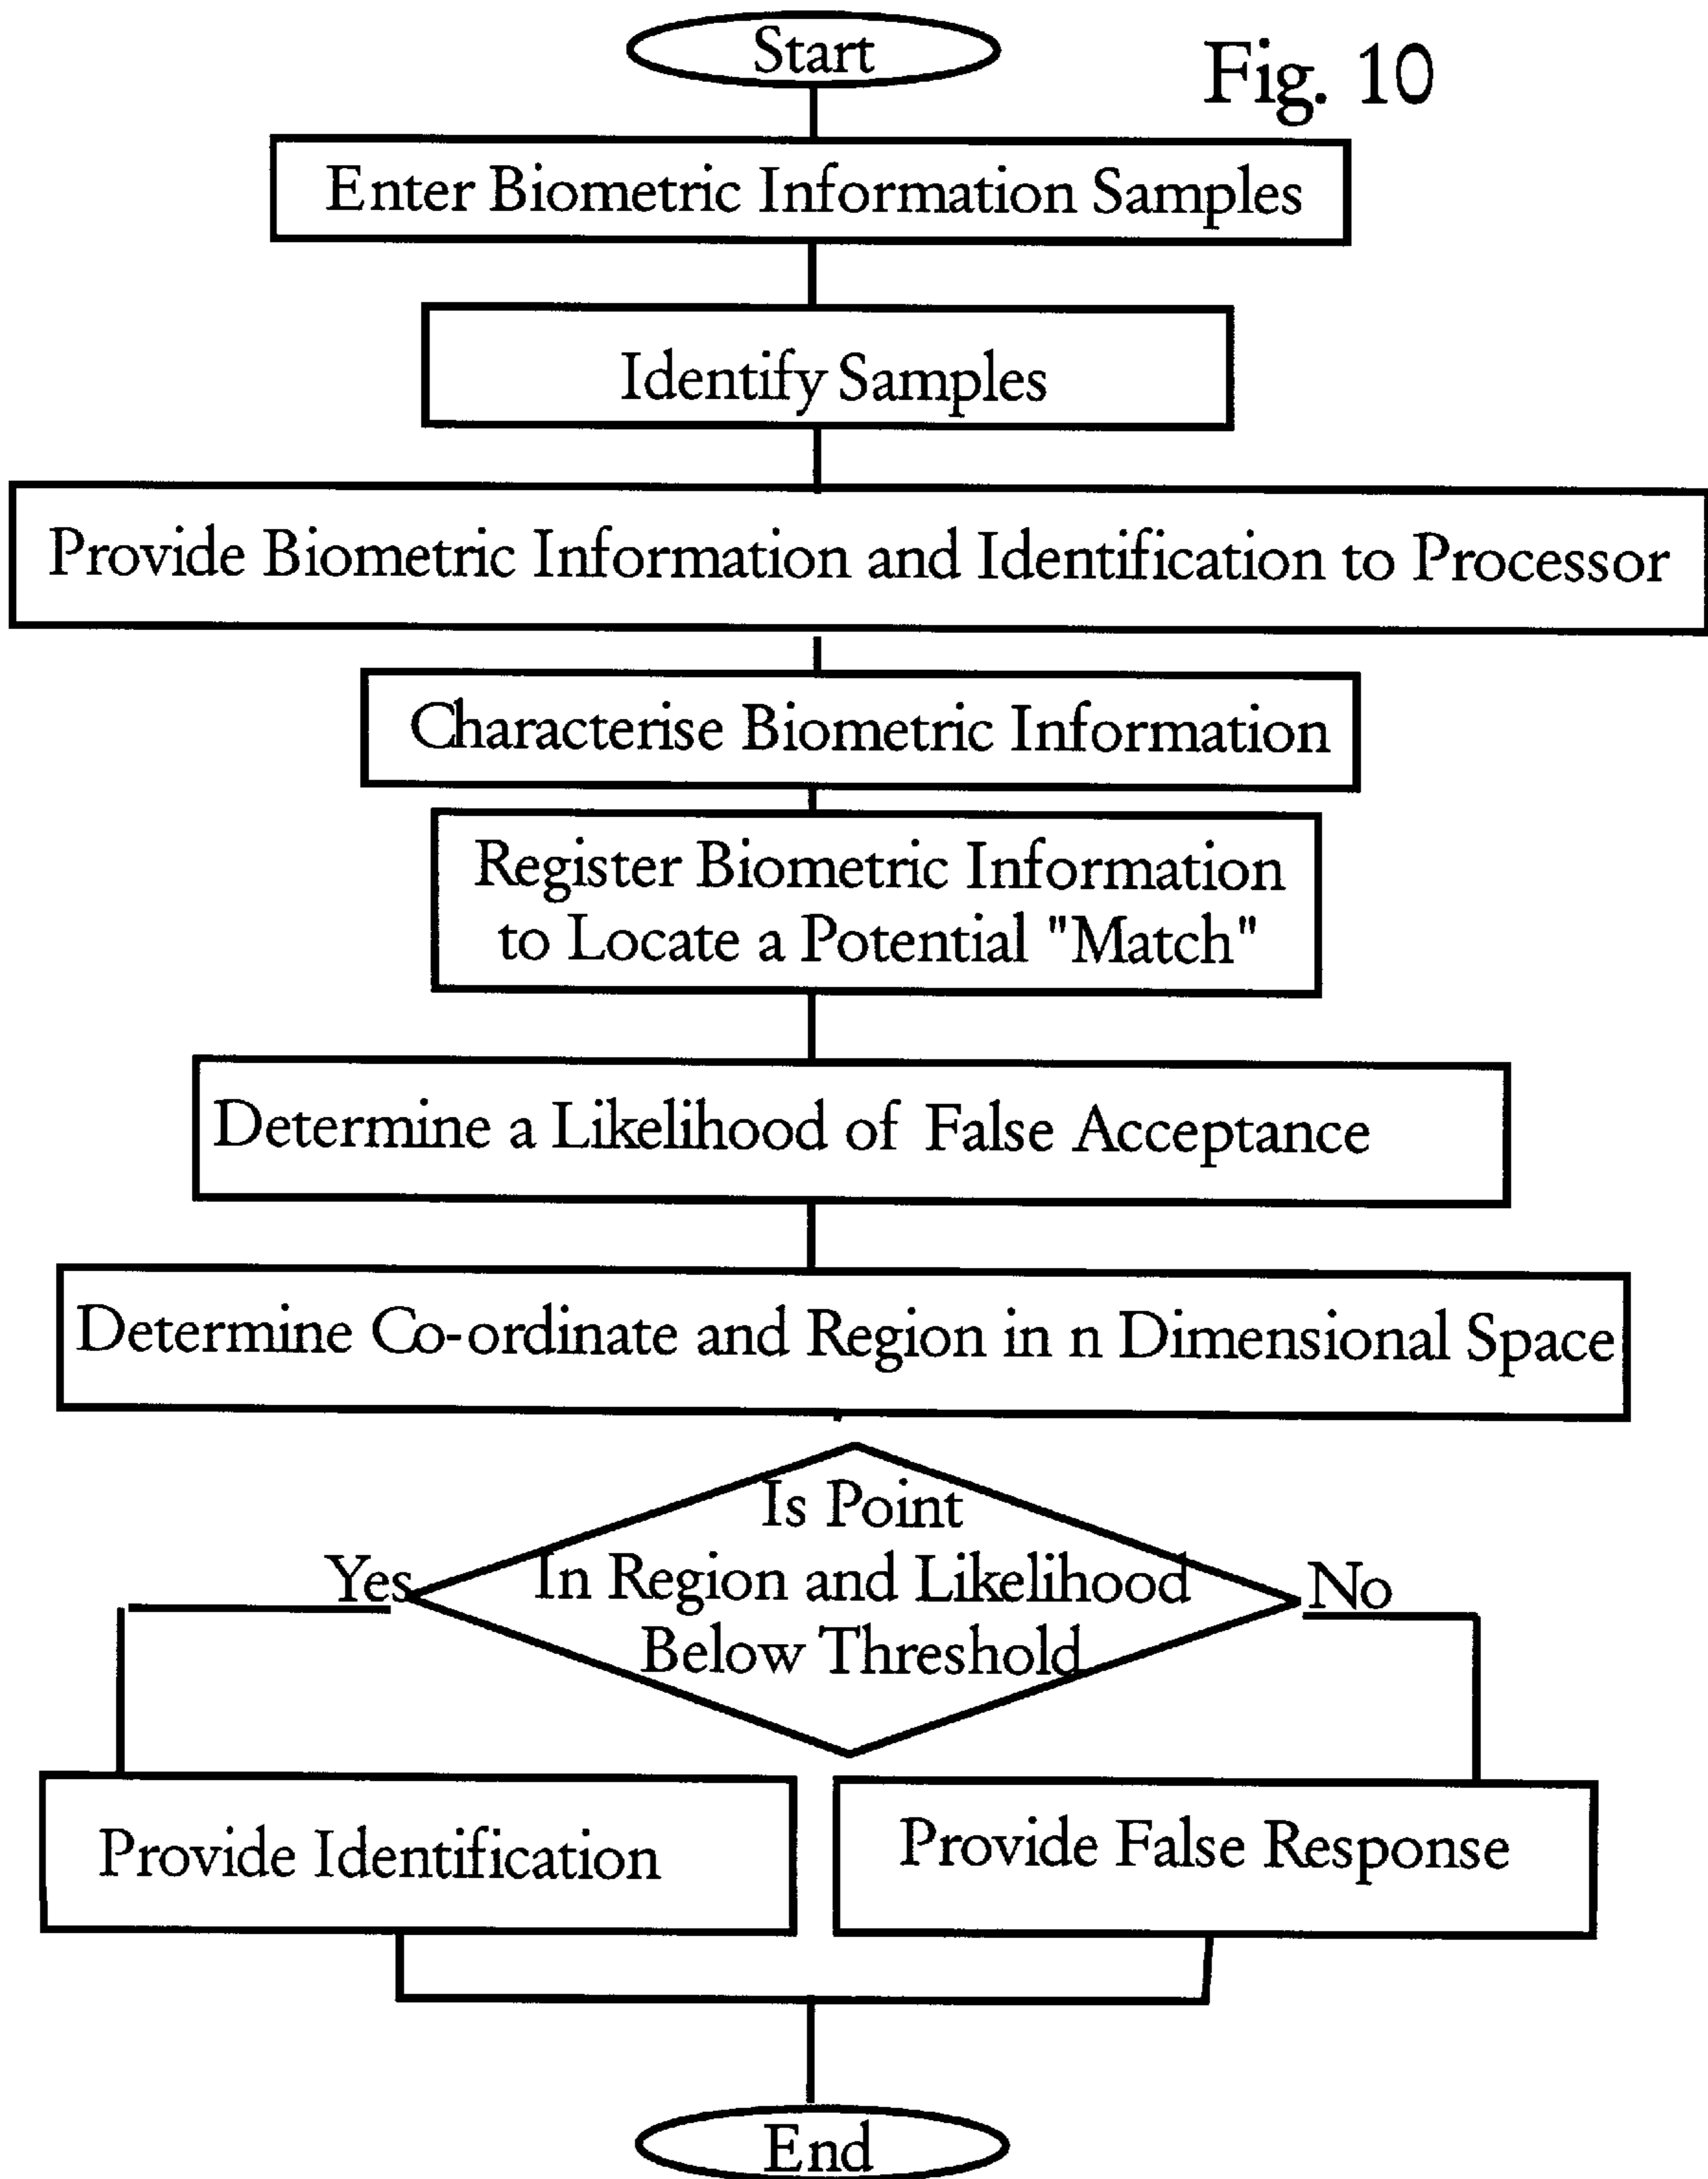 Start
Fig. 10
Enter Biometric Information Samples
Identify Samples
Provide Biometric Information and Identification to Processor
Characterise Biometric Information
Register Biometric Information
to Locate a Potential "Match"
Determine a Likelihood of False Acceptance
Determine Co-ordinate and Region in n Dimensional Space
Is Point
In Region and Likelihood
Below Threshold
Yes
No
Provide Identification
Provide False Response
End